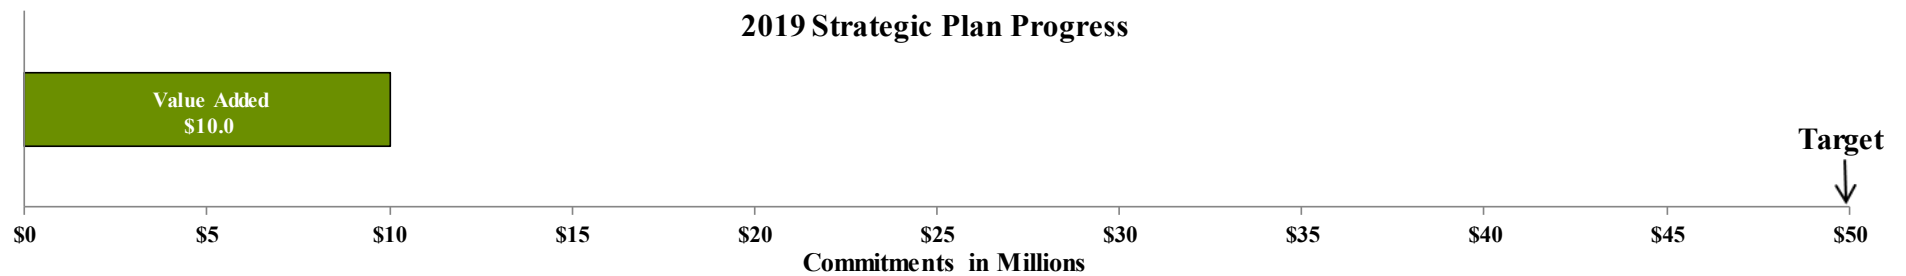 2019 Strategic Plan Progress
Value Added
$10.0
Target
$0 $5 $10 $15 $20 $25 $30 $35 $40 $45 $50
Commitments in Millions